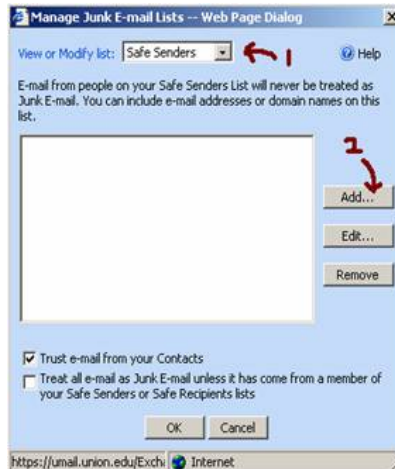 Manage Junk E-mail Lists -- Web Page Dialog
View or Modify list: Safe Senders 1 Help
E-mail from people on your Safe Senders List will never be treated as
Junk E-mail. You can include e-mail addresses or domain names on this
list.
2
Add...
Edit...
Remove
Trust e-mail from your Contacts
Treat all e-mail as Junk E-mail unless it has come from a member of
your Safe Senders or Safe Recipients lists
OK Cancel
https://umail.union.edu/Exch Internet